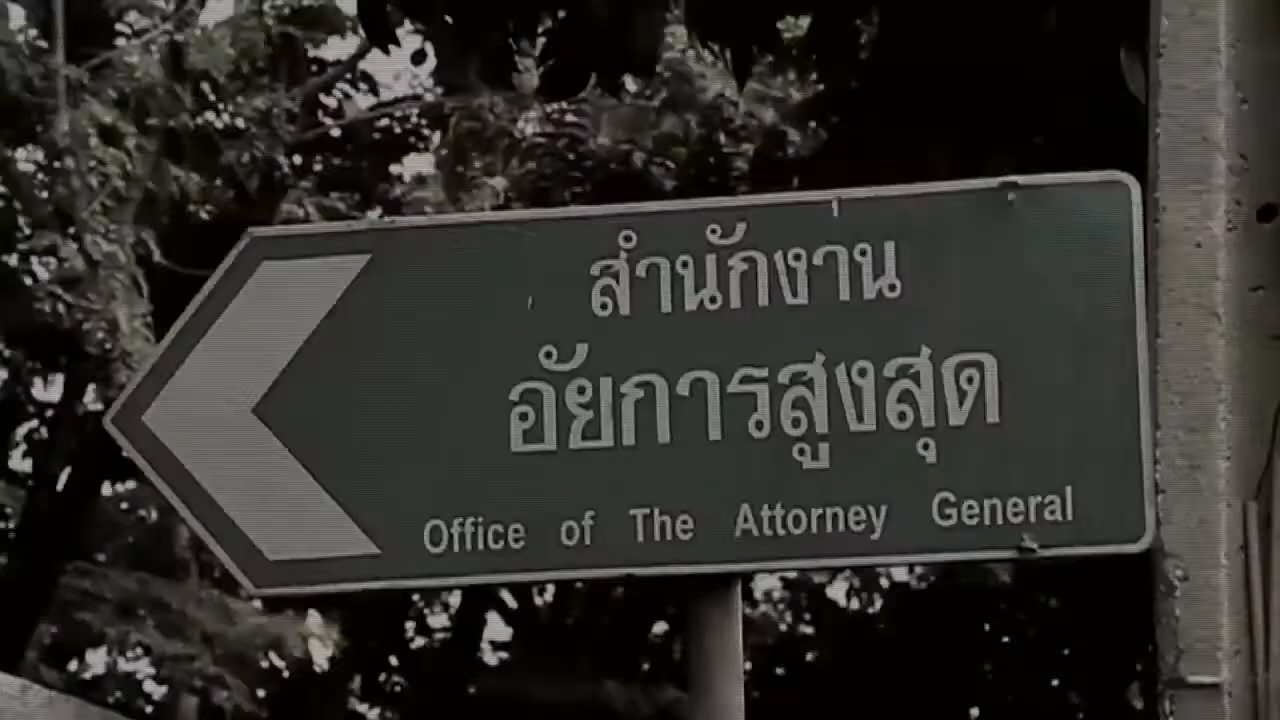 สำนักงาน
อัยการสูงสุด
Office of The Attorney General